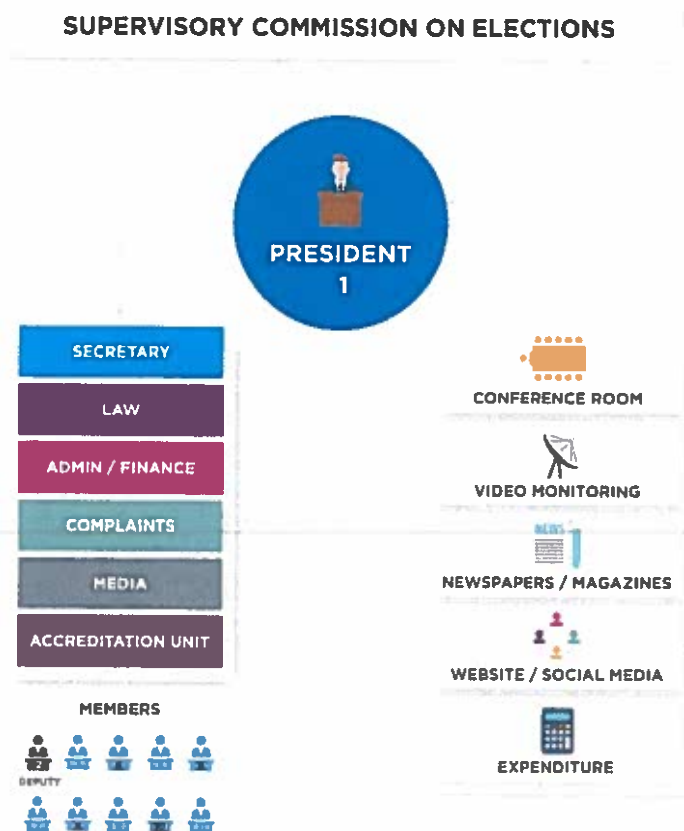 SUPERVISORY COMMISSION ON ELECTIONS
PRESIDENT
1
SECRETARY
LAW
ADMIN / FINANCE
COMPLAINTS
MEDIA
ACCREDITATION UNIT
MEMBERS
2
DEPUTY
CONFERENCE ROOM
VIDEO MONITORING
NEWS
NEWSPAPERS / MAGAZINES
WEBSITE / SOCIAL MEDIA
EXPENDITURE